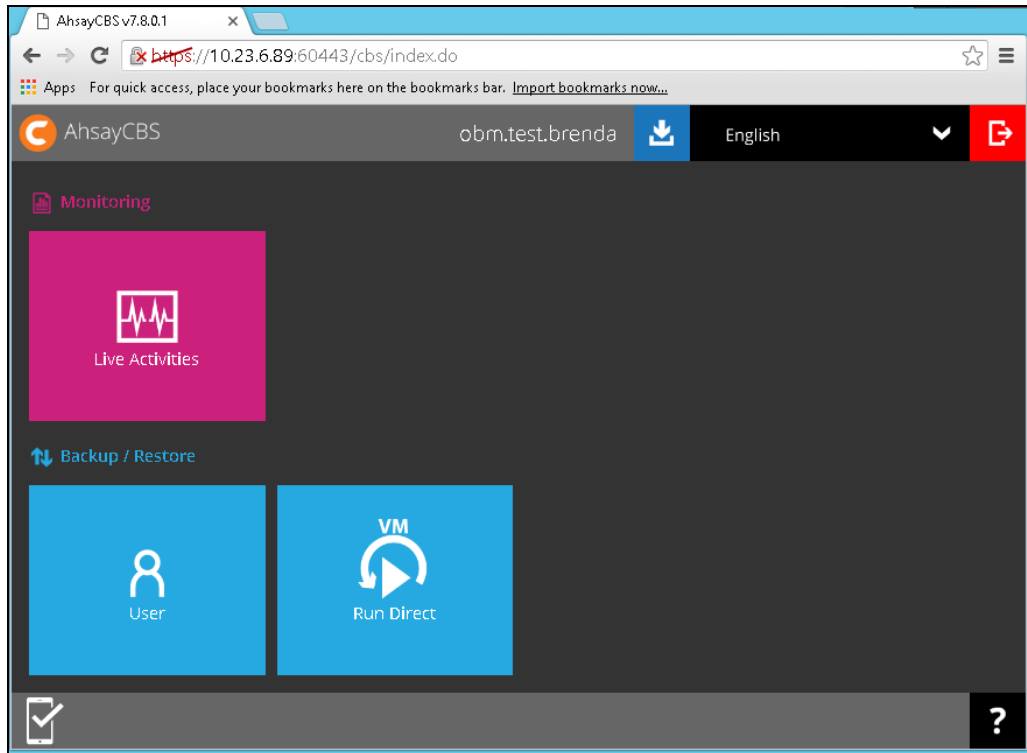 AhsayCBS v7.8.0.1
https://10.23.6.89:60443/cbs/index.do
Apps For quick access, place your bookmarks here on the bookmarks bar. Import bookmarks now...
AhsayCBS obm.test.brenda English
Monitoring
Live Activities
Backup / Restore
VM
User Run Direct
?